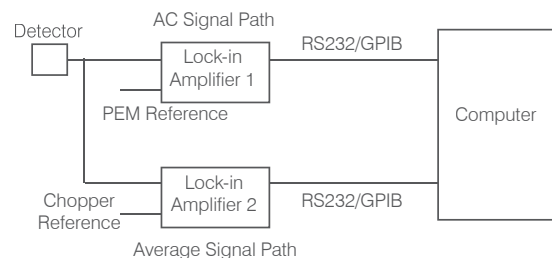 AC Signal Path
Detector
Lock-in
Amplifier 1
RS232/GPIB
PEM Reference
Computer
Lock-in
Amplifier 2
RS232/GPIB
Chopper
Reference
Average Signal Path